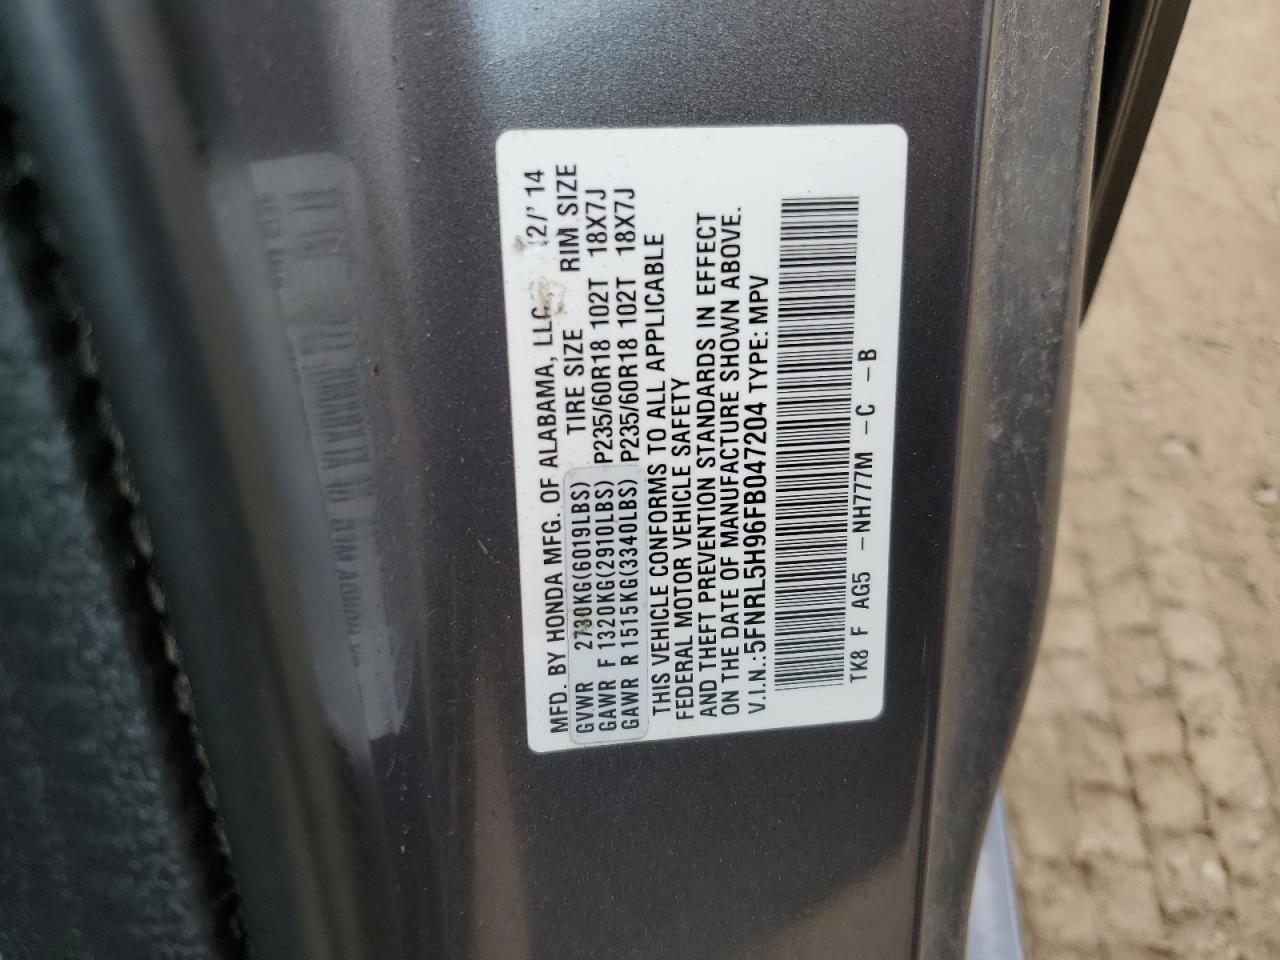 MFD. BY HONDA MFG. OF ALABAMA, LLC. 12/'14
TIRE SIZE RIM SIZE
GVWR 2730KG(6019LBS)
GAWR F 1320KG(2910LBS) P235/60R18 102T 18X7J
GAWR R 1515KG(3340LBS) P235/60R18 102T 18X7J
THIS VEHICLE CONFORMS TO ALL APPLICABLE
FEDERAL MOTOR VEHICLE SAFETY
AND THEFT PREVENTION STANDARDS IN EFFECT
ON THE DATE OF MANUFACTURE SHOWN ABOVE.
V.I.N.:5FNRL5H96FB047204 TYPE: MPV
TK8 F AG5 -NH777M -C -B